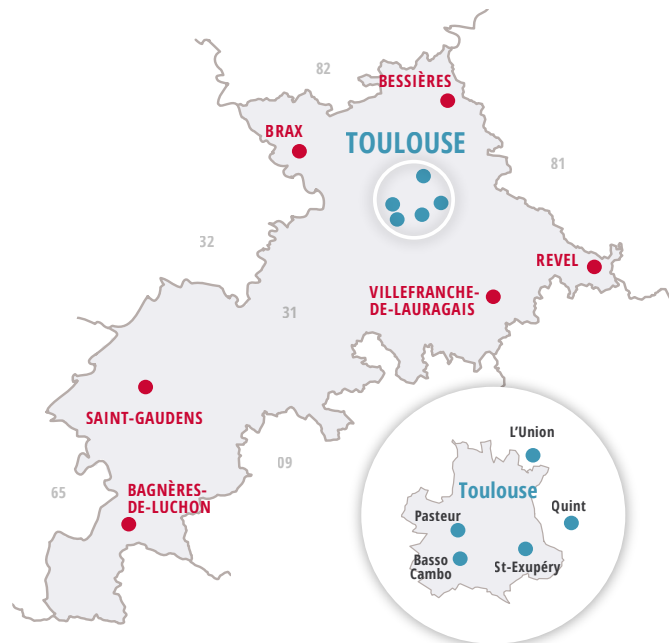 82
BESSIÈRES
BRAX
TOULOUSE
81
32
REVEL
VILLEFRANCHE-
DE-LAURAGAIS
31
SAINT-GAUDENS
09
65
BAGNÈRES-
DE-LUCHON
L'Union
Toulouse
Quint
Pasteur
Basso
Cambo
St-Exupéry